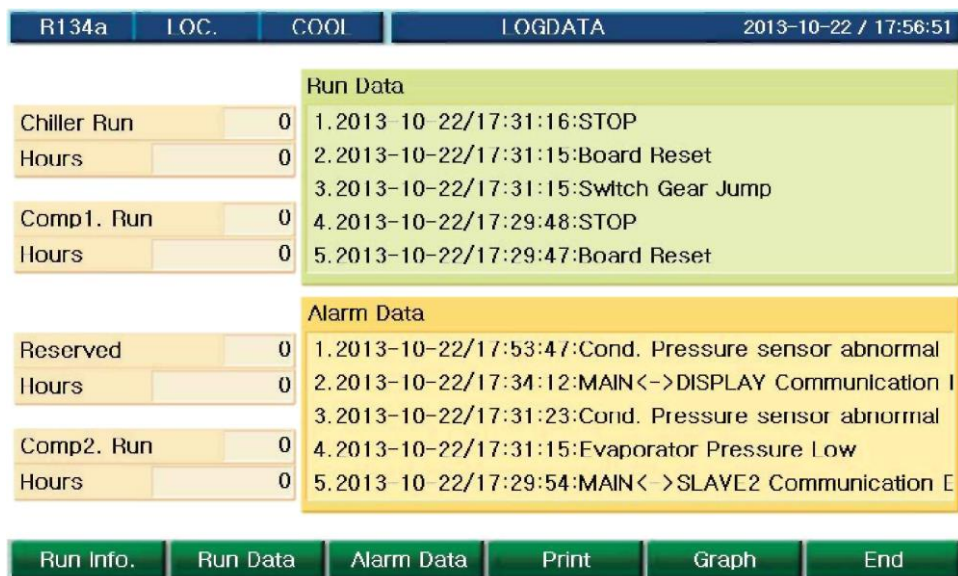 R134a LOC. COOL LOGDATA 2013-10-22 / 17:56:51
Chiller Run 0
Hours 0
Comp1. Run 0
Hours 0
Run Data
1.2013-10-22/17:31:16:STOP
2.2013-10-22/17:31:15:Board Reset
3.2013-10-22/17:31:15:Switch Gear Jump
4.2013-10-22/17:29:48:STOP
5.2013-10-22/17:29:47:Board Reset
Reserved 0
Hours 0
Comp2. Run 0
Hours 0
Alarm Data
1.2013-10-22/17:53:47:Cond. Pressure sensor abnormal
2.2013-10-22/17:34:12:MAIN<->DISPLAY Communication
3.2013-10-22/17:31:23:Cond. Pressure sensor abnormal
4.2013-10-22/17:31:15:Evaporator Pressure Low
5.2013-10-22/17:29:54:MAIN<->SLAVE2 Communication E
Run Info. Run Data Alarm Data Print Graph End